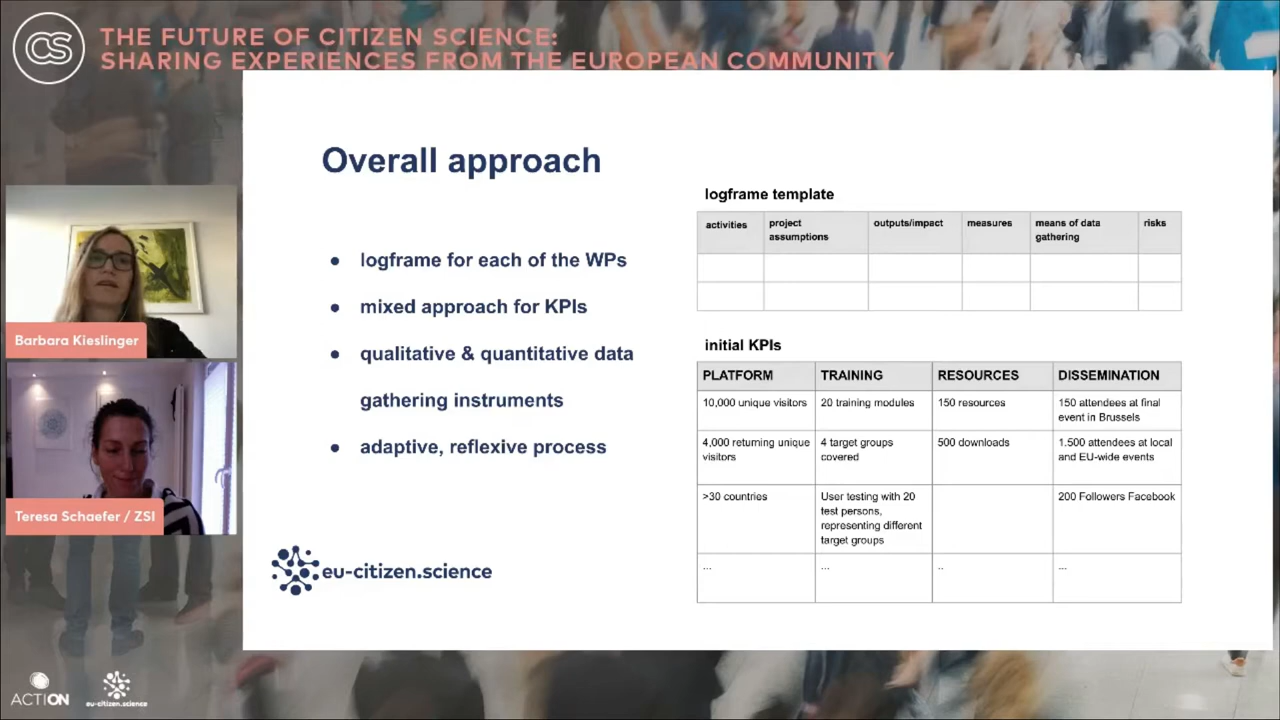 CS
THE FUTURE OF CITIZEN SCIENCE:
SHARING EXPERIENCES FROM THE EUROPEAN COMMUNITY
Overall approach
● logframe for each of the WPs
● mixed approach for KPIs
● qualitative & quantitative data
gathering instruments
● adaptive, reflexive process
eu-citizen.science
logframe template
activities project assumptions outputs/impact measures means of data gathering risks
initial KPIs
PLATFORM TRAINING RESOURCES DISSEMINATION
10,000 unique visitors 20 training modules 150 resources 150 attendees at final event in Brussels
4,000 returning unique visitors 4 target groups covered 500 downloads 1.500 attendees at local and EU-wide events
>30 countries User testing with 20 test persons, representing different target groups 200 Followers Facebook
... ... .. ...
Barbara Kieslinger
Teresa Schaefer / ZSI
ACTION
eu-citizen.science